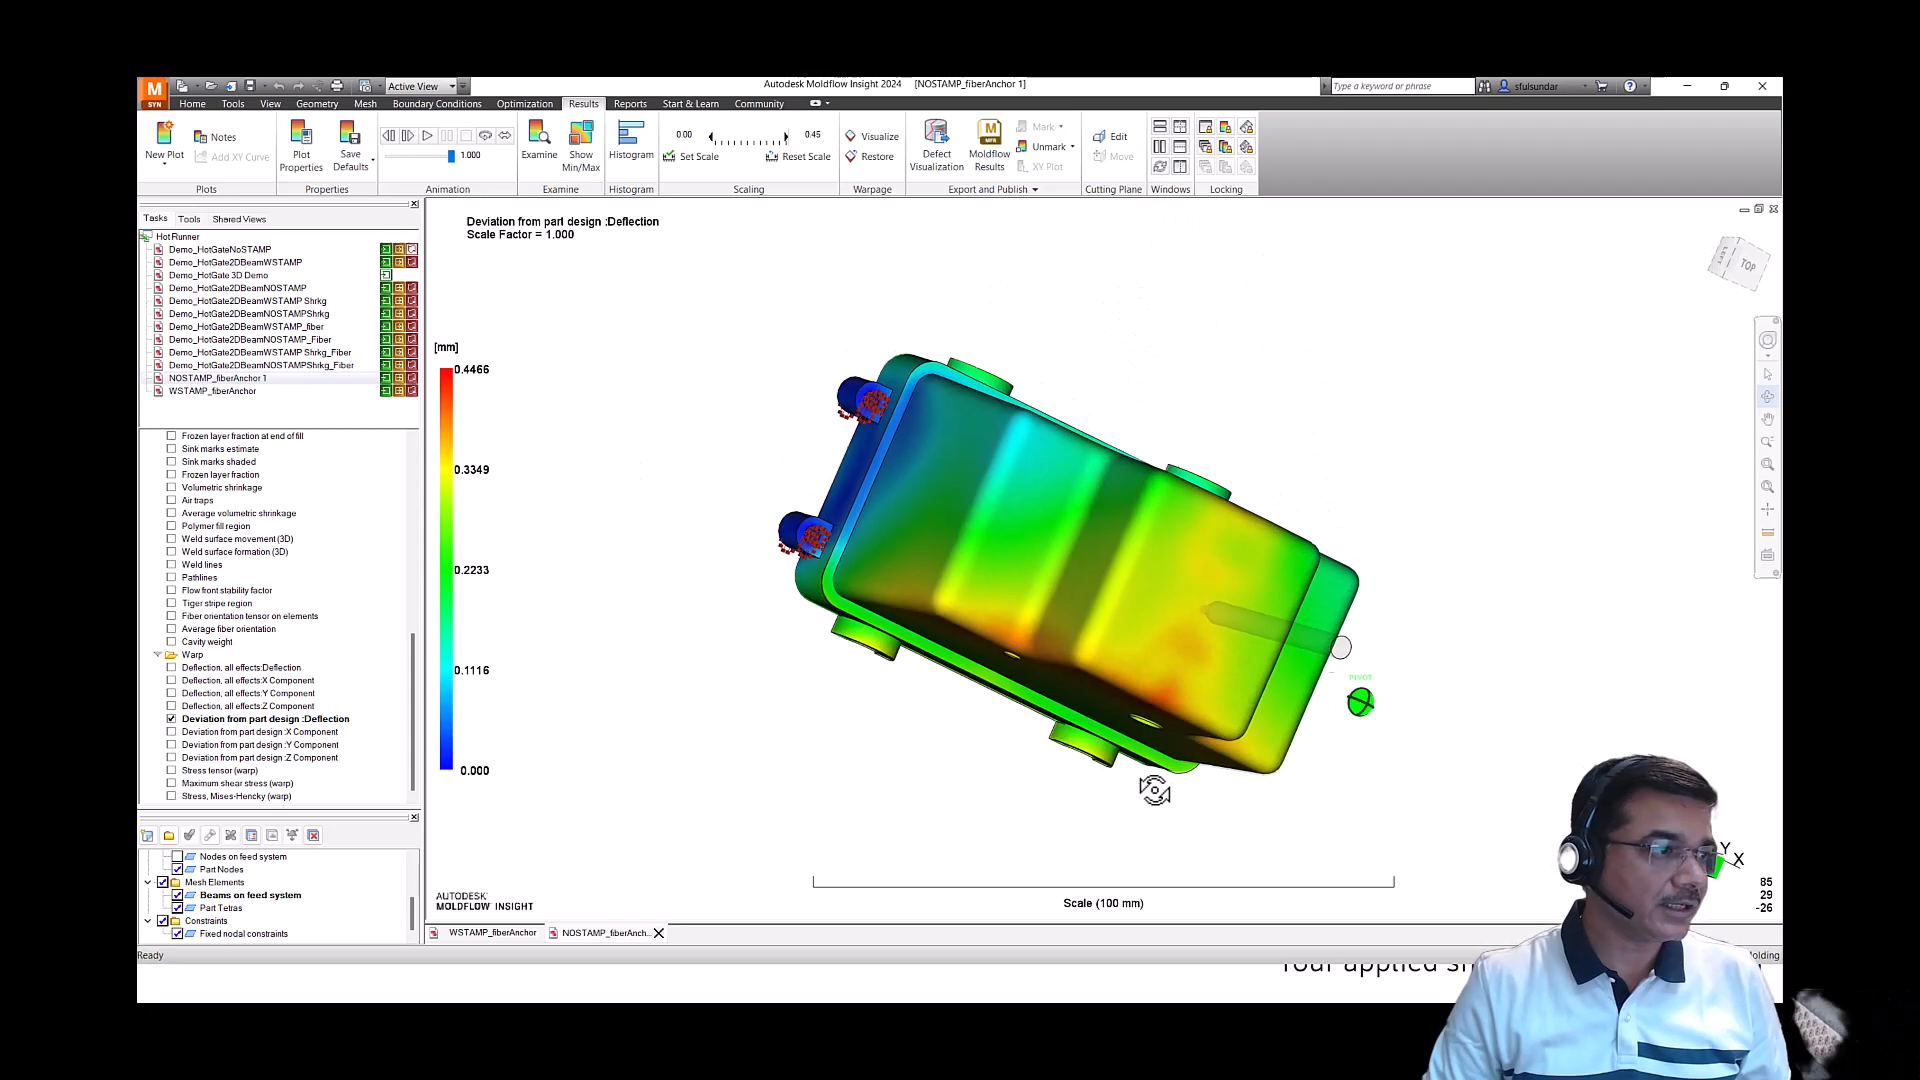 M
SYN
Active View
Autodesk Moldflow Insight 2024 [NOSTAMP_fiberAnchor 1]
Type a keyword or phrase
sfulsundar
Home Tools View Geometry Mesh Boundary Conditions Optimization Results Reports Start & Learn Community
New Plot
Notes
Add XY Curve
Plots
Plot Properties
Save Defaults
Properties
1.000
Animation
Examine
Show Min/Max
Examine
Histogram
Histogram
0.00
0.45
Set Scale
Reset Scale
Scaling
Visualize
Restore
Warpage
Defect Visualization
Moldflow Results
Mark
Unmark
XY Plot
Export and Publish
Edit
Move
Cutting Plane
Windows
Locking
Tasks Tools Shared Views
Hot Runner
Demo_HotGateNoSTAMP
Demo_HotGate2DBeamWSTAMP
Demo_HotGate 3D Demo
Demo_HotGate2DBeamNOSTAMP
Demo_HotGate2DBeamWSTAMP Shrkg
Demo_HotGate2DBeamNOSTAMPShrkg
Demo_HotGate2DBeamWSTAMP_fiber
Demo_HotGate2DBeamNOSTAMP_Fiber
Demo_HotGate2DBeamWSTAMP Shrkg_Fiber
Demo_HotGate2DBeamNOSTAMPShrkg_Fiber
NOSTAMP_fiberAnchor 1
WSTAMP_fiberAnchor
Frozen layer fraction at end of fill
Sink marks estimate
Sink marks shaded
Frozen layer fraction
Volumetric shrinkage
Air traps
Average volumetric shrinkage
Polymer fill region
Weld surface movement (3D)
Weld surface formation (3D)
Weld lines
Pathlines
Flow front stability factor
Tiger stripe region
Fiber orientation tensor on elements
Average fiber orientation
Cavity weight
Warp
Deflection, all effects:Deflection
Deflection, all effects:X Component
Deflection, all effects:Y Component
Deflection, all effects:Z Component
Deviation from part design :Deflection
Deviation from part design :X Component
Deviation from part design :Y Component
Deviation from part design :Z Component
Stress tensor (warp)
Maximum shear stress (warp)
Stress, Mises-Hencky (warp)
Nodes on feed system
Part Nodes
Mesh Elements
Beams on feed system
Part Tetras
Constraints
Fixed nodal constraints
Ready
Deviation from part design :Deflection
Scale Factor = 1.000
[mm]
0.4466
0.3349
0.2233
0.1116
0.000
LEFT
TOP
PIVOT
AUTODESK
MOLDFLOW INSIGHT
Scale (100 mm)
Y
X
85
29
-26
WSTAMP_fiberAnchor
NOSTAMP_fiberAnch...
olding
Your applied